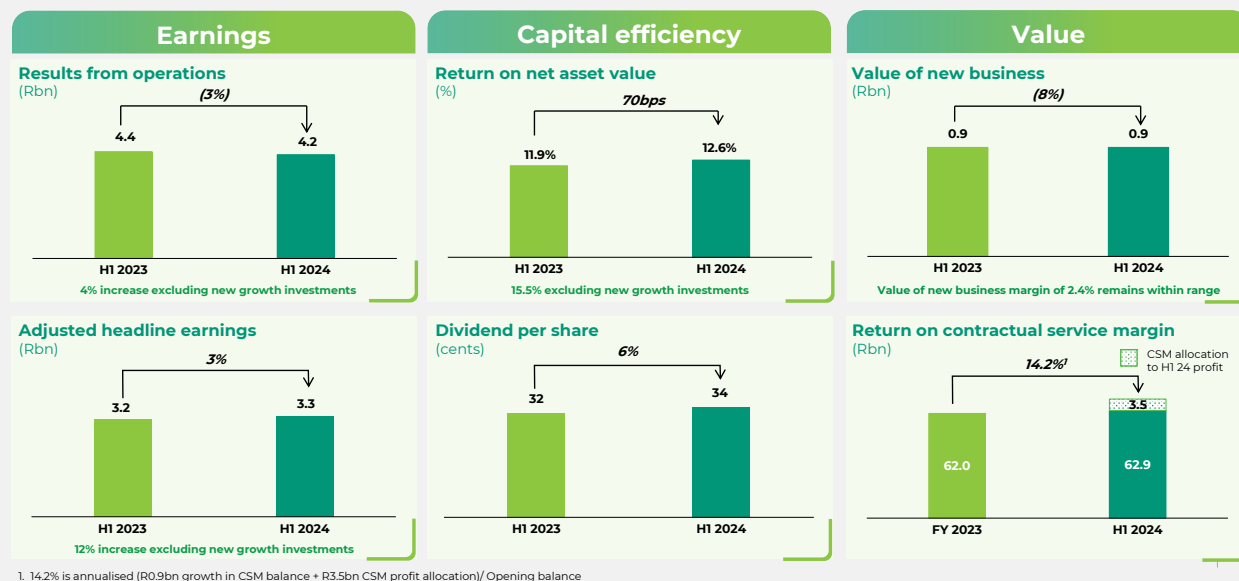 Earnings
Capital efficiency
Value
Results from operations
(Rbn)
(3%)
4.4
4.2
H1 2023
H1 2024
4% increase excluding new growth investments
Return on net asset value
(%)
70bps
11.9%
12.6%
H1 2023
H1 2024
15.5% excluding new growth investments
Value of new business
(Rbn)
(8%)
0.9
0.9
H1 2023
H1 2024
Value of new business margin of 2.4% remains within range
Adjusted headline earnings
(Rbn)
3%
3.2
3.3
H1 2023
H1 2024
12% increase excluding new growth investments
Dividend per share
(cents)
6%
32
34
H1 2023
H1 2024
Return on contractual service margin
(Rbn)
14.2%¹
CSM allocation
to H1 24 profit
3.5
62.0
62.9
FY 2023
H1 2024
1. 14.2% is annualised (R0.9bn growth in CSM balance + R3.5bn CSM profit allocation)/ Opening balance